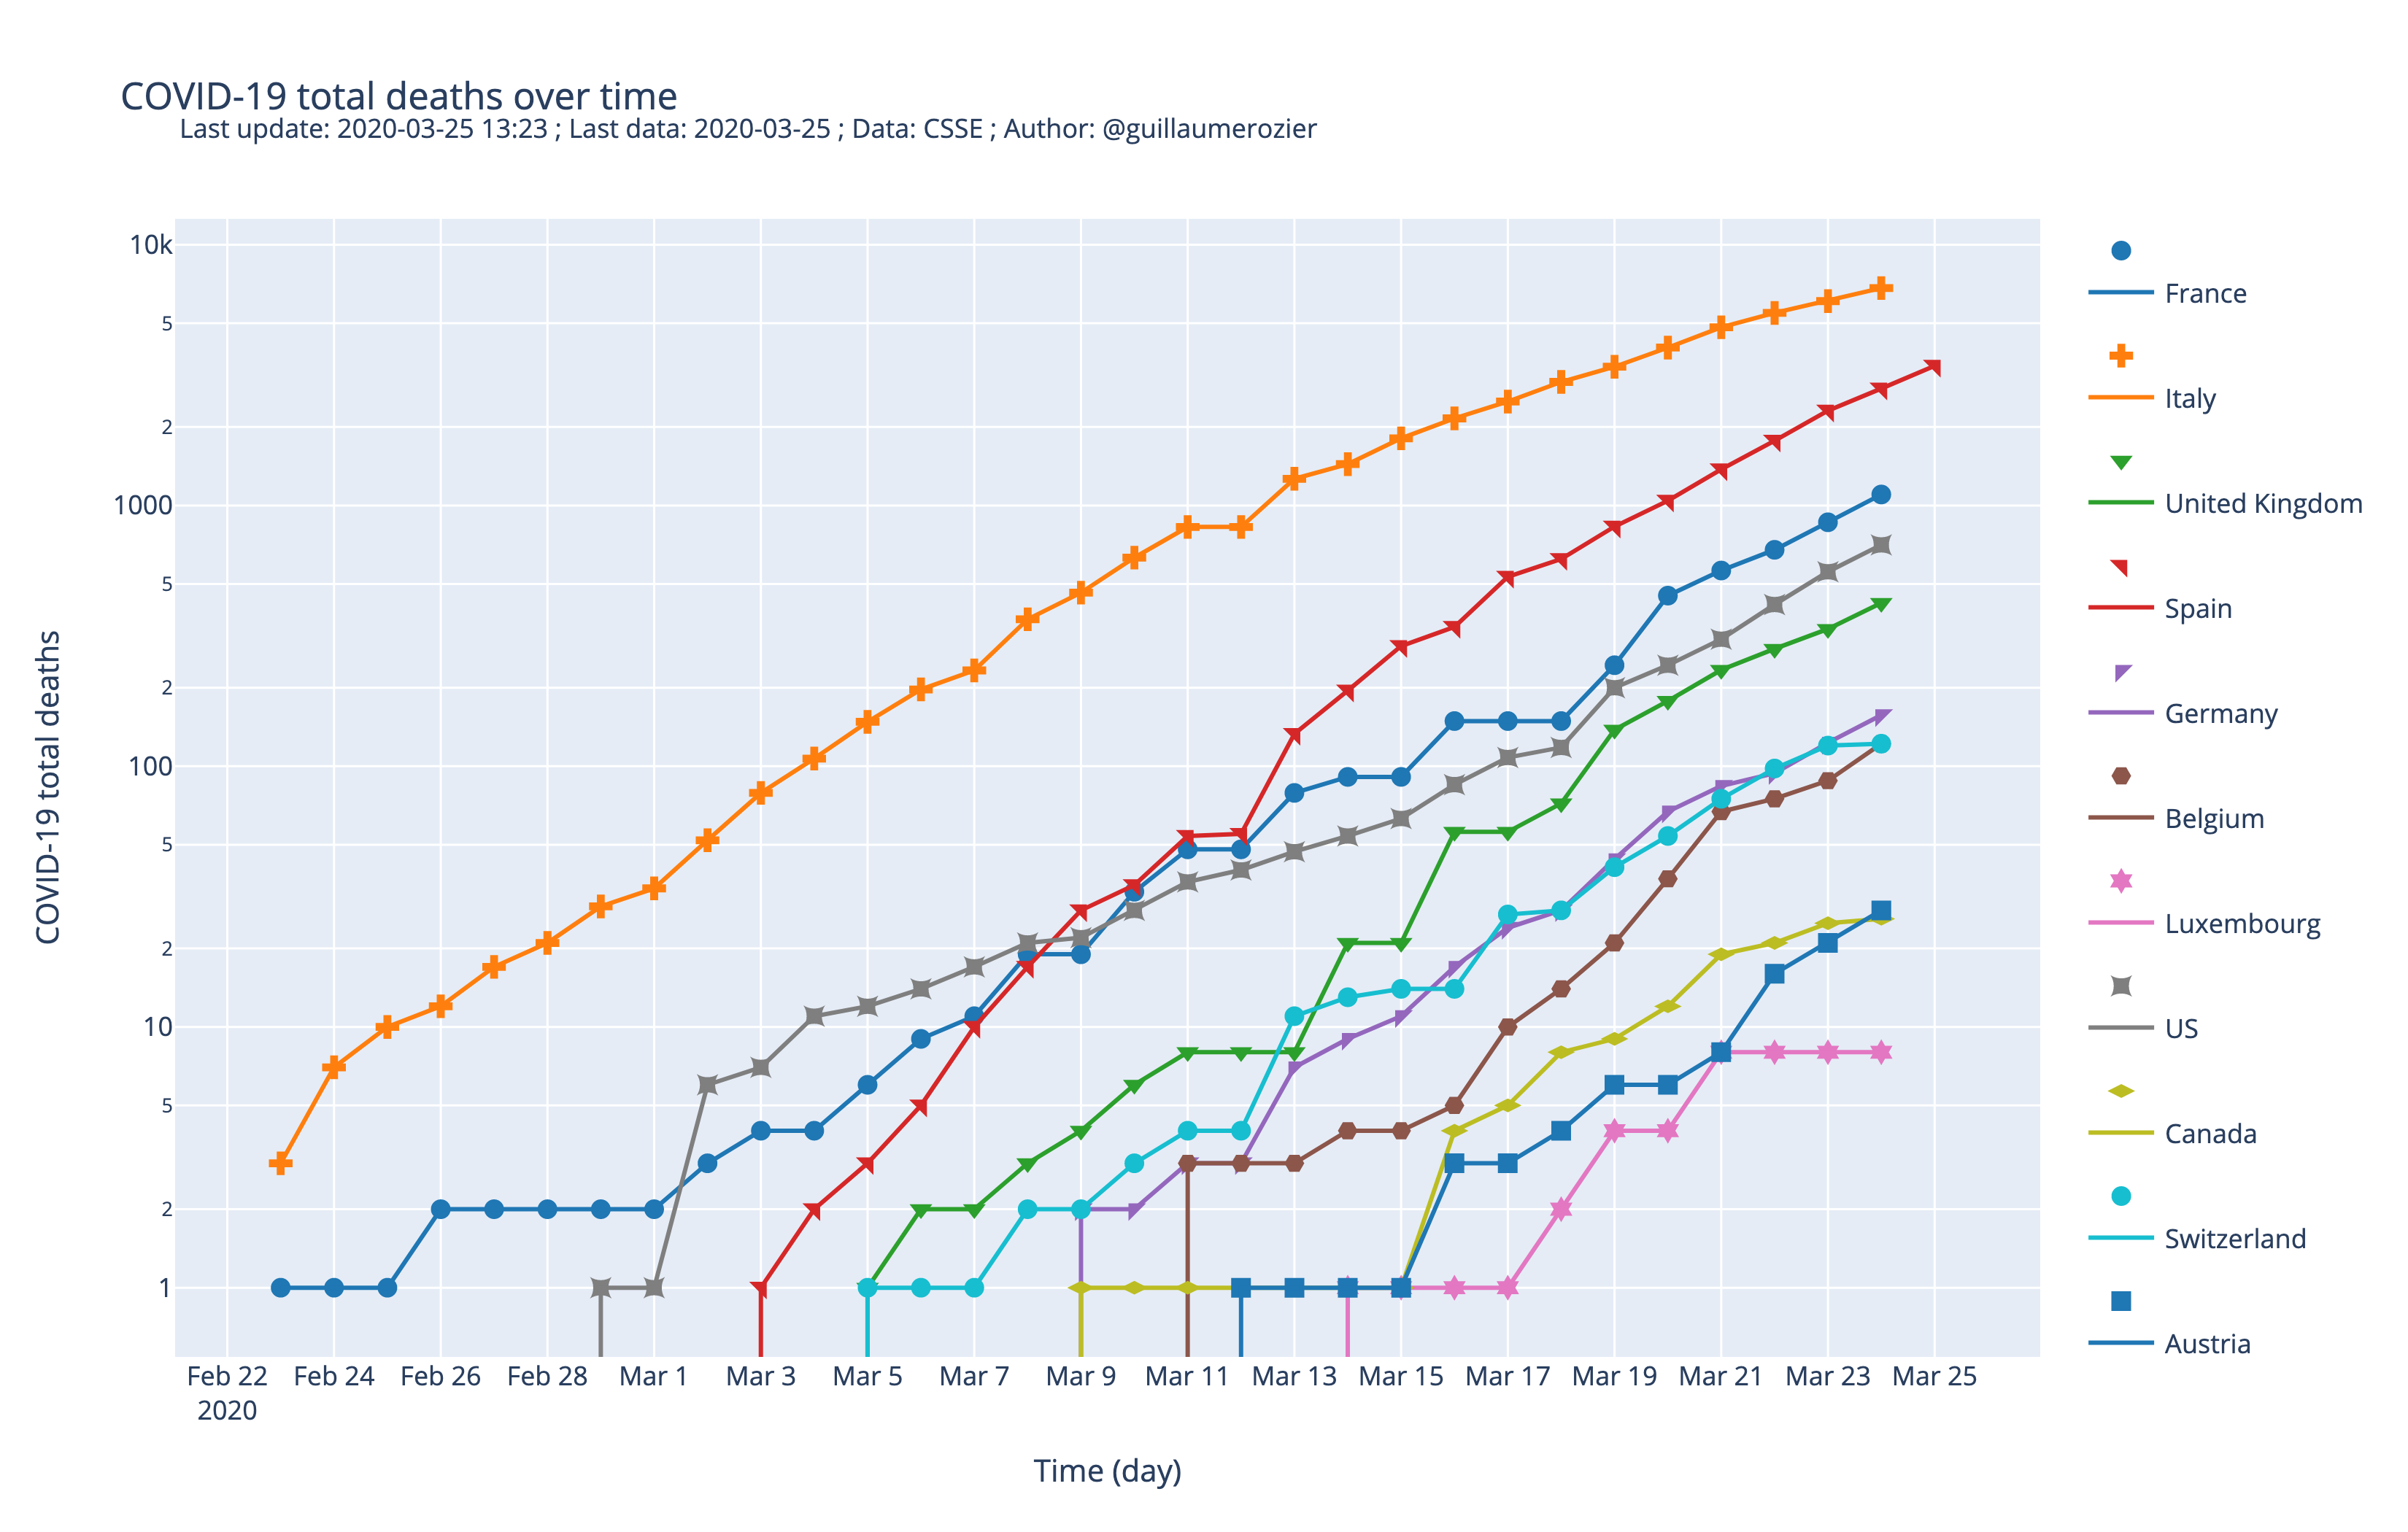 COVID-19 total deaths over time
Last update: 2020-03-25 13:23 ; Last data: 2020-03-25 ; Data: CSSE ; Author: @guillaumerozier
COVID-19 total deaths
10k
5
2
1000
5
2
100
5
2
10
5
2
1
Feb 22 Feb 24 Feb 26 Feb 28 Mar 1 Mar 3 Mar 5 Mar 7 Mar 9 Mar 11 Mar 13 Mar 15 Mar 17 Mar 19 Mar 21 Mar 23 Mar 25
2020
Time (day)
France
Italy
United Kingdom
Spain
Germany
Belgium
Luxembourg
US
Canada
Switzerland
Austria